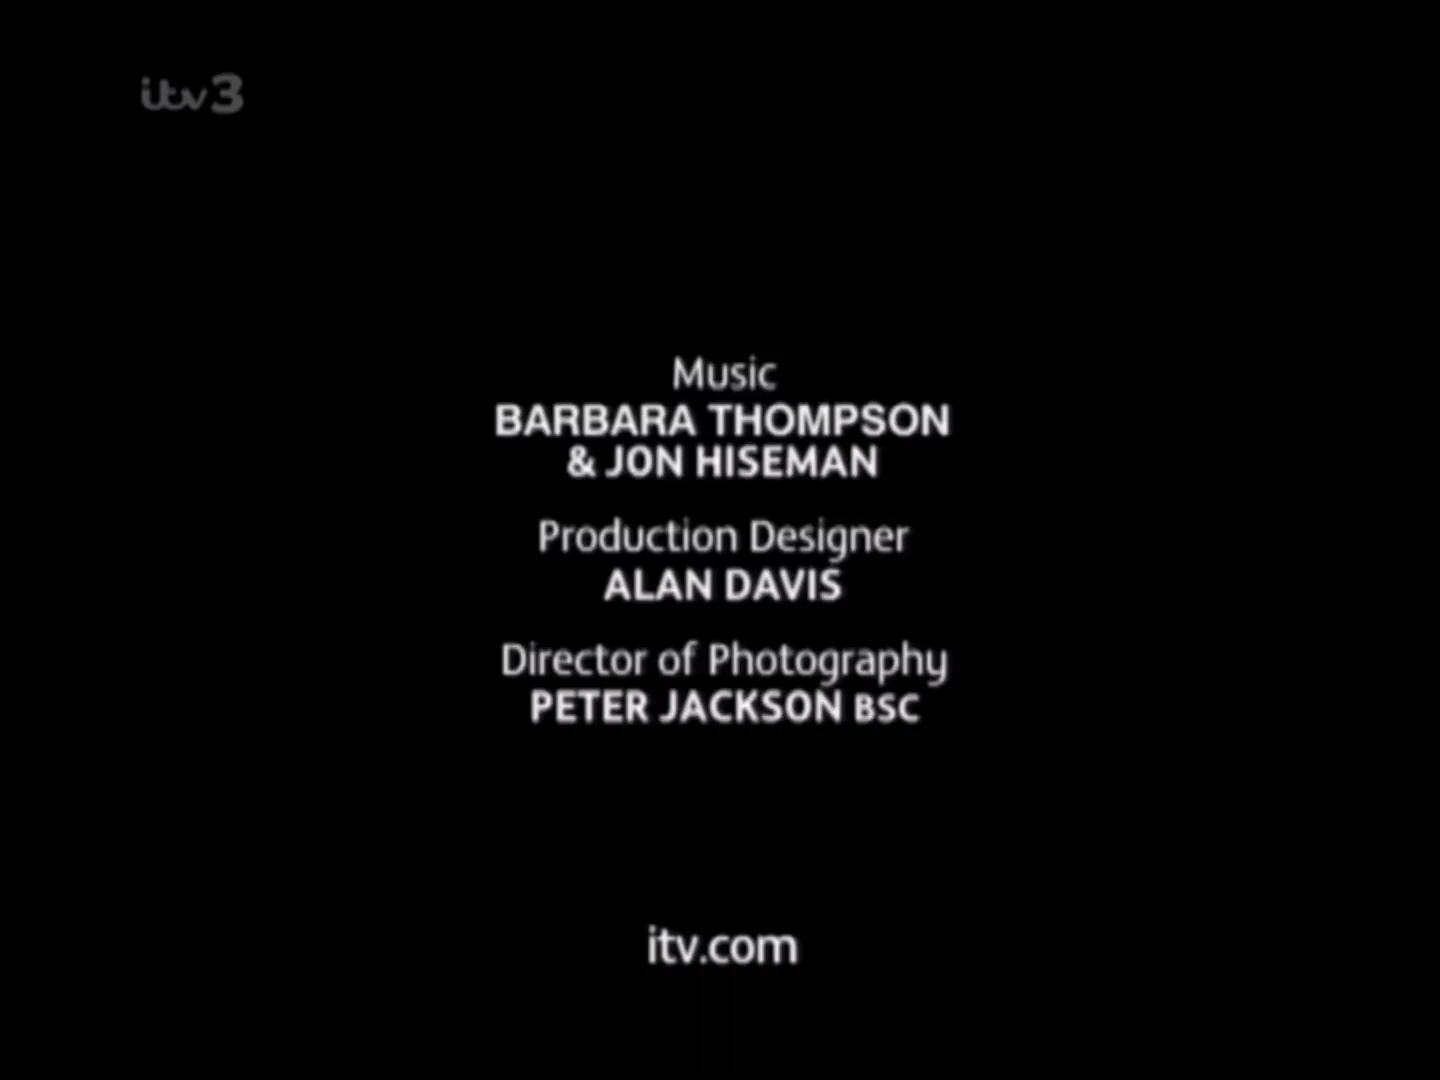 itv3
Music
BARBARA THOMPSON
& JON HISEMAN
Production Designer
ALAN DAVIS
Director of Photography
PETER JACKSON BSC
itv.com